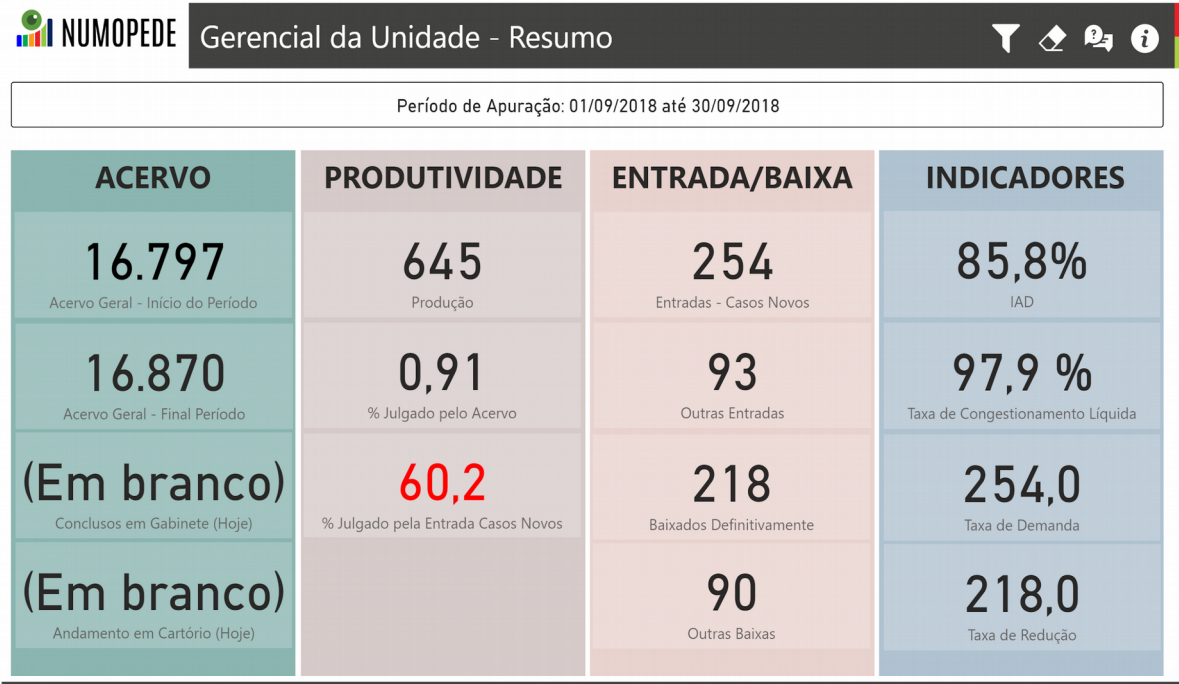 NUMOPEDE
Gerencial da Unidade - Resumo
Período de Apuração: 01/09/2018 até 30/09/2018
ACERVO
16.797
Acervo Geral - Início do Período
16.870
Acervo Geral - Final Período
(Em branco)
Conclusos em Gabinete (Hoje)
(Em branco)
Andamento em Cartório (Hoje)
PRODUTIVIDADE
645
Produção
0,91
% Julgado pelo Acervo
60,2
% Julgado pela Entrada Casos Novos
ENTRADA/BAIXA
254
Entradas - Casos Novos
93
Outras Entradas
218
Baixados Definitivamente
90
Outras Baixas
INDICADORES
85,8%
IAD
97,9 %
Taxa de Congestionamento Líquida
254,0
Taxa de Demanda
218,0
Taxa de Redução